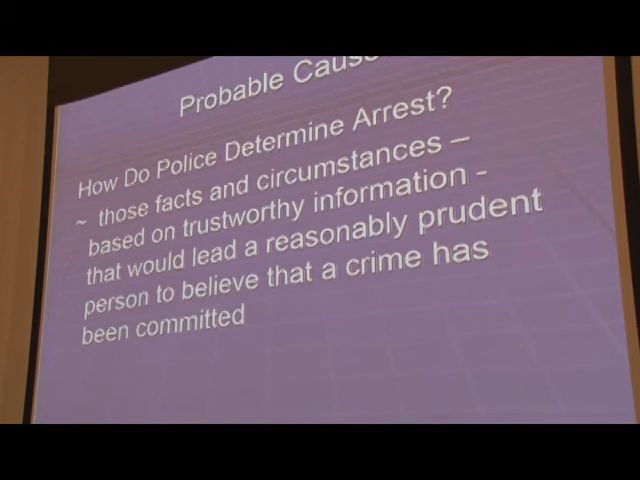 Probable Cause
How Do Police Determine Arrest?
~ those facts and circumstances –
based on trustworthy information -
that would lead a reasonably prudent
person to believe that a crime has
been committed